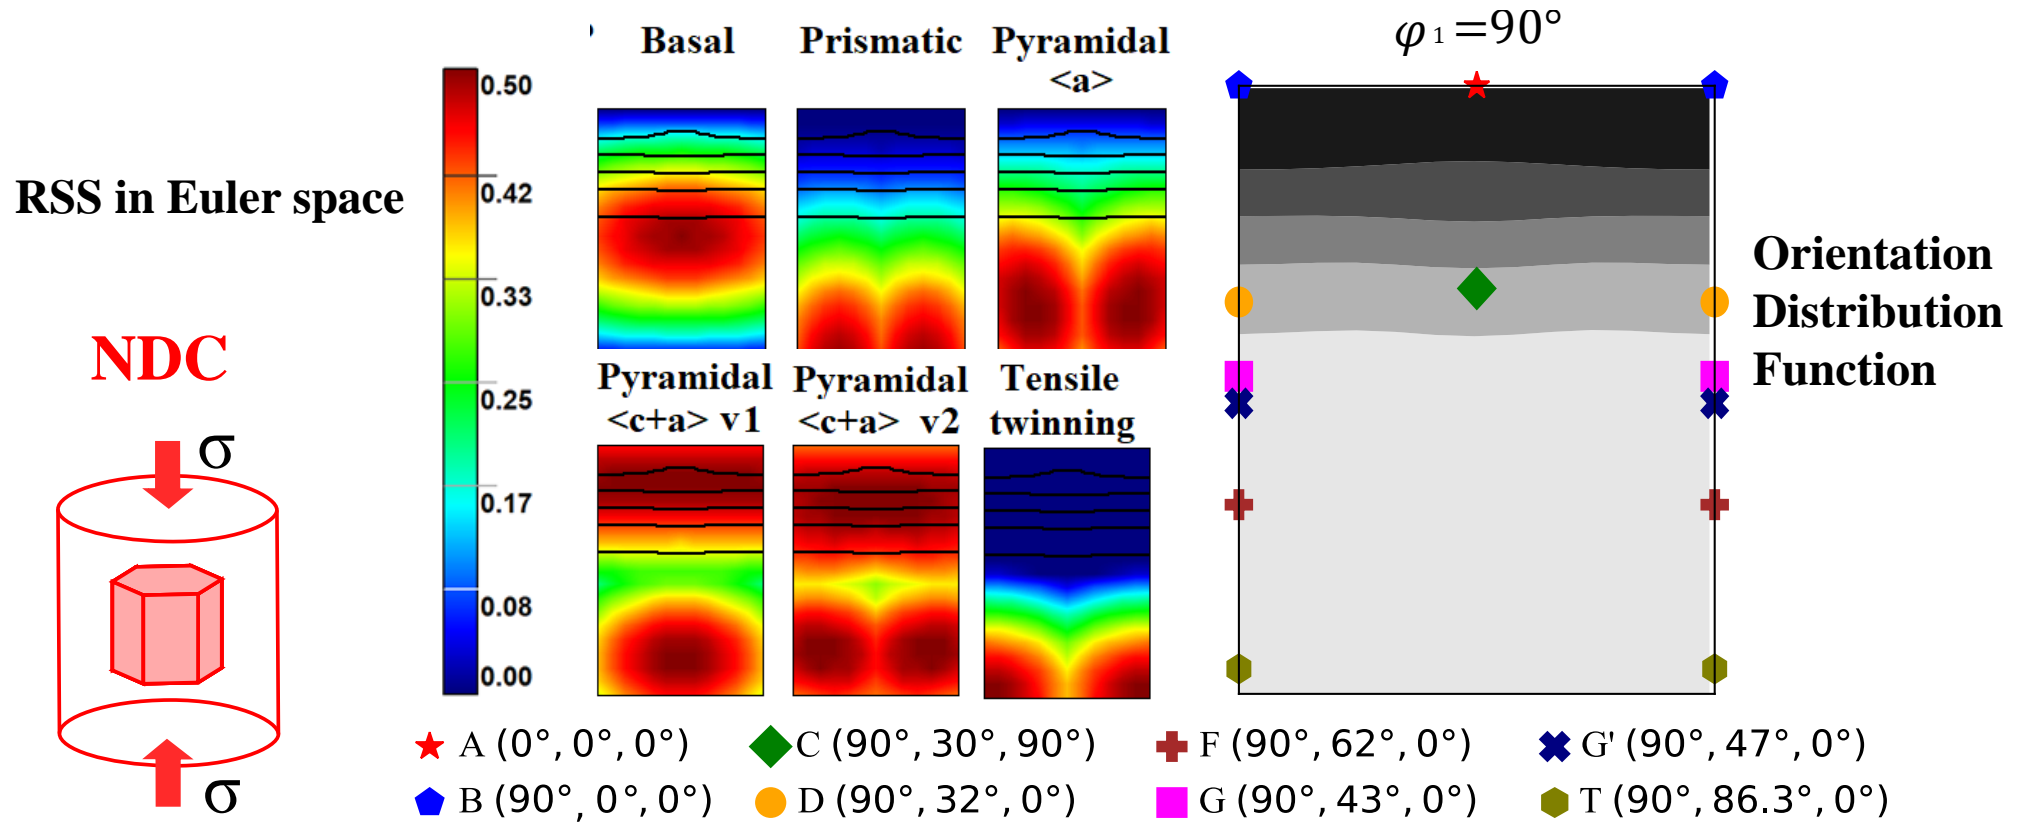 RSS in Euler space
NDC
σ
σ
0.50
0.42
0.33
0.25
0.17
0.08
0.00
Basal
Prismatic
Pyramidal
<a>
Pyramidal
<c+a> v1
Pyramidal
<c+a> v2
Tensile
twinning
φ₁=90°
Orientation
Distribution
Function
A (0°, 0°, 0°)
C (90°, 30°, 90°)
F (90°, 62°, 0°)
G' (90°, 47°, 0°)
B (90°, 0°, 0°)
D (90°, 32°, 0°)
G (90°, 43°, 0°)
T (90°, 86.3°, 0°)